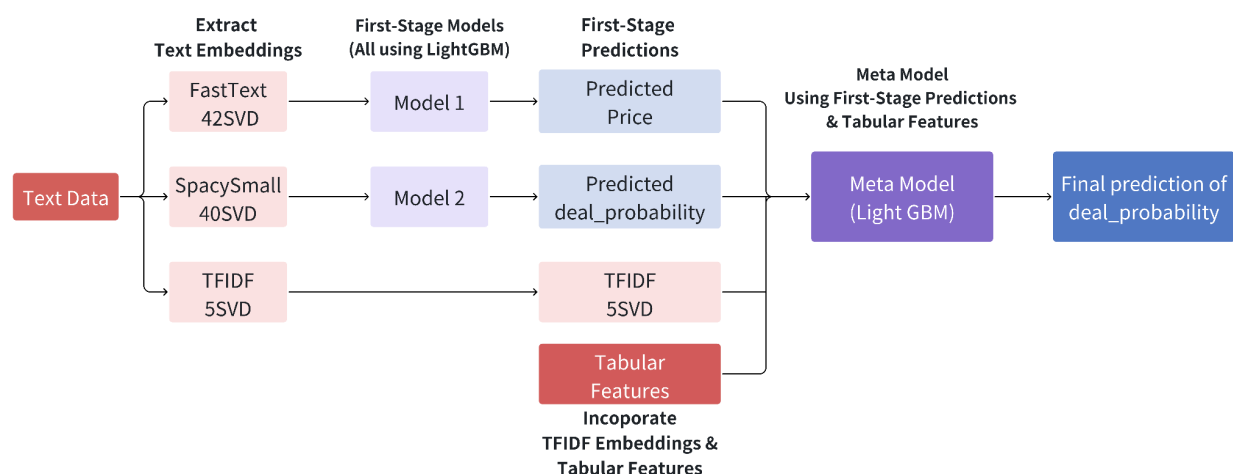 Extract
Text Embeddings
First-Stage Models
(All using LightGBM)
First-Stage
Predictions
FastText
42SVD
Model 1
Predicted
Price
Meta Model
Using First-Stage Predictions
& Tabular Features
Text Data
SpacySmall
40SVD
Model 2
Predicted
deal_probability
Meta Model
(Light GBM)
Final prediction of
deal_probability
TFIDF
5SVD
TFIDF
5SVD
Tabular
Features
Incoporate
TFIDF Embeddings &
Tabular Features